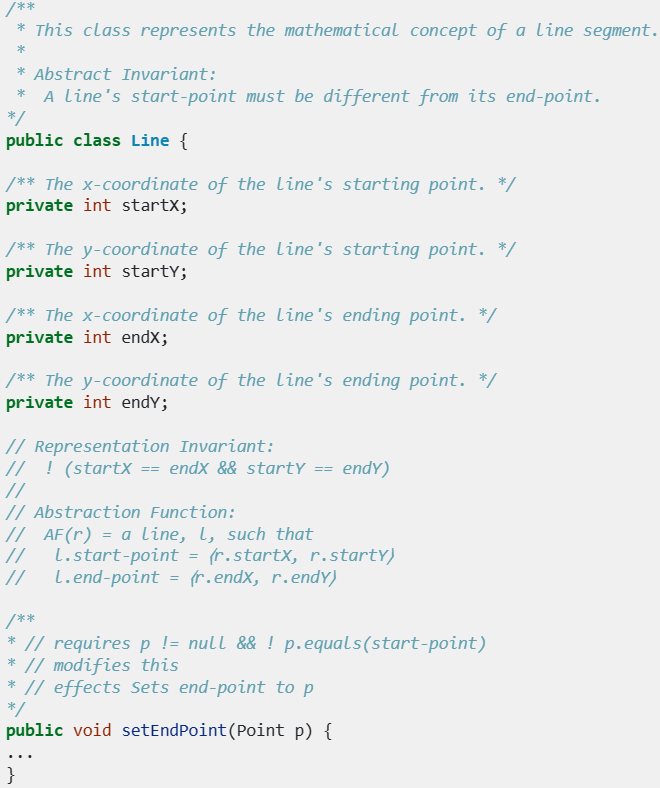 /**
 * This class represents the mathematical concept of a line segment.
 *
 * Abstract Invariant:
 *  A line's start-point must be different from its end-point.
*/
public class Line {

/** The x-coordinate of the line's starting point. */
private int startX;

/** The y-coordinate of the line's starting point. */
private int startY;

/** The x-coordinate of the line's ending point. */
private int endX;

/** The y-coordinate of the line's ending point. */
private int endY;

// Representation Invariant:
//  ! (startX == endX && startY == endY)
//
// Abstraction Function:
//  AF(r) = a line, l, such that
//   l.start-point = ⟨r.startX, r.startY⟩
//   l.end-point = ⟨r.endX, r.endY⟩

/**
* // requires p != null && ! p.equals(start-point)
* // modifies this
* // effects Sets end-point to p
*/
public void setEndPoint(Point p) {
...
}